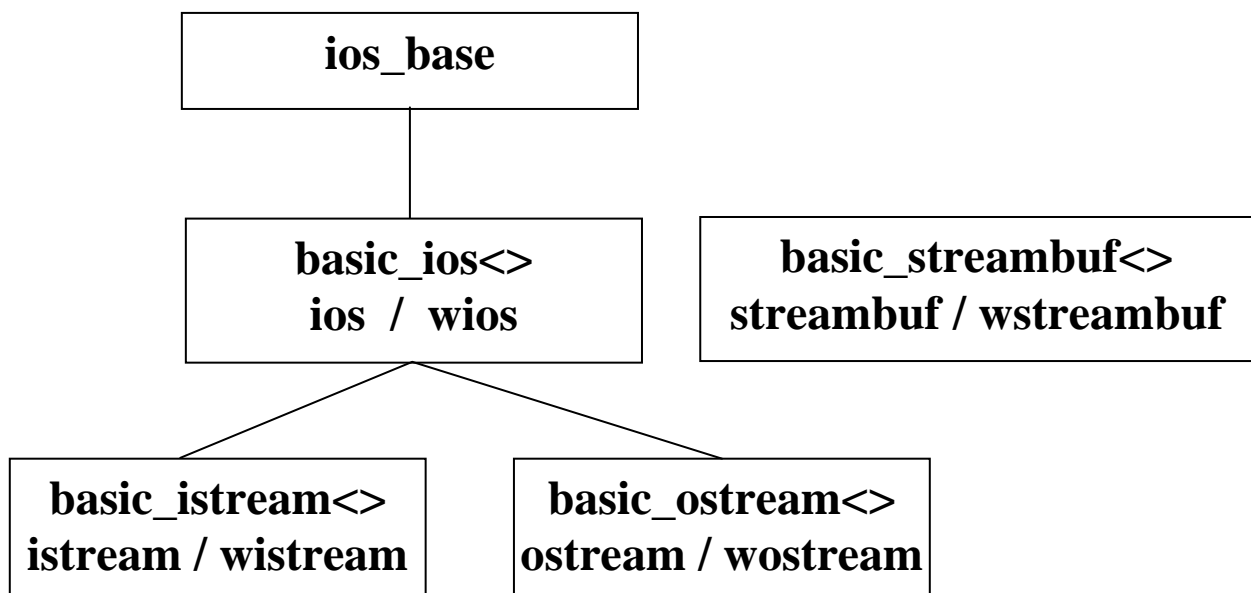 ios_base
basic_ios<>
ios / wios
basic_streambuf<>
streambuf / wstreambuf
basic_istream<>
istream / wistream
basic_ostream<>
ostream / wostream